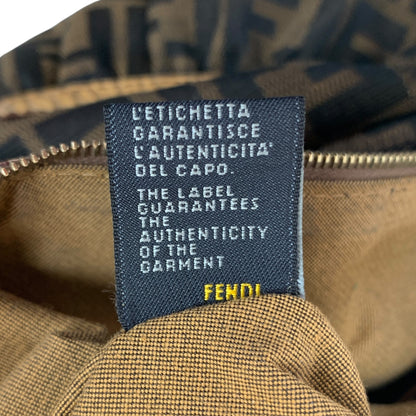 L'ETICHETTA
GARANTISCE
L'AUTENTICITA'
DEL CAPO.
THE LABEL
GUARANTEES
THE
AUTHENTICITY
OF THE
GARMENT
FENDI